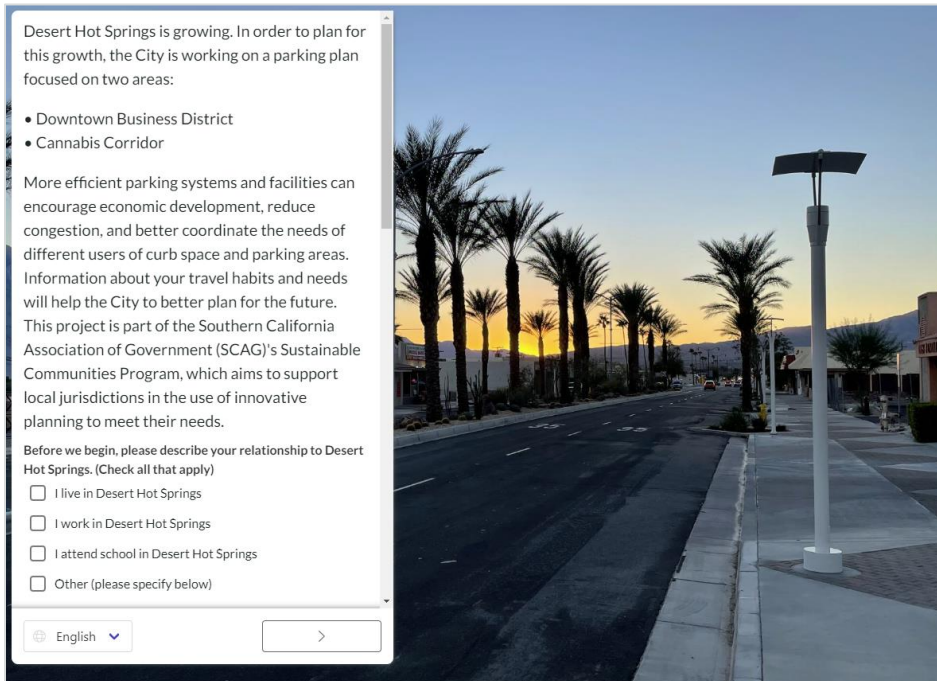 Desert Hot Springs is growing. In order to plan for
this growth, the City is working on a parking plan
focused on two areas:
• Downtown Business District
• Cannabis Corridor
More efficient parking systems and facilities can
encourage economic development, reduce
congestion, and better coordinate the needs of
different users of curb space and parking areas.
Information about your travel habits and needs
will help the City to better plan for the future.
This project is part of the Southern California
Association of Government (SCAG)'s Sustainable
Communities Program, which aims to support
local jurisdictions in the use of innovative
planning to meet their needs.
Before we begin, please describe your relationship to Desert
Hot Springs. (Check all that apply)
I live in Desert Hot Springs
I work in Desert Hot Springs
I attend school in Desert Hot Springs
Other (please specify below)
English
35 35